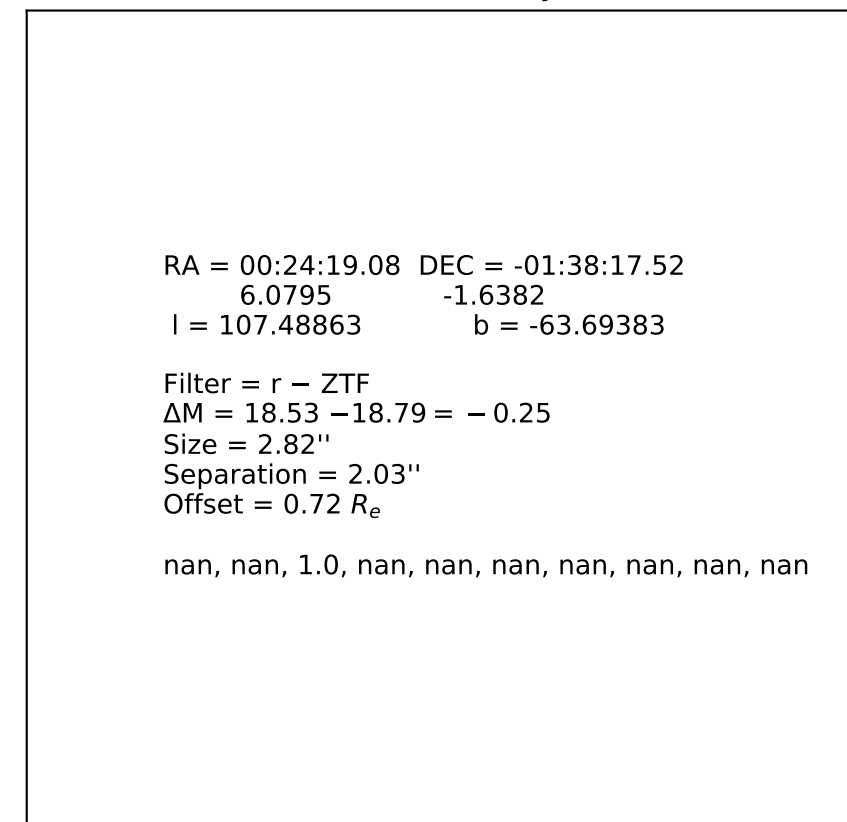 RA = 00:24:19.08 DEC = -01:38:17.52
6.0795 -1.6382
l = 107.48863 b = -63.69383
Filter = r − ZTF
ΔM = 18.53 −18.79 = − 0.25
Size = 2.82''
Separation = 2.03''
Offset = 0.72 Re
nan, nan, 1.0, nan, nan, nan, nan, nan, nan, nan